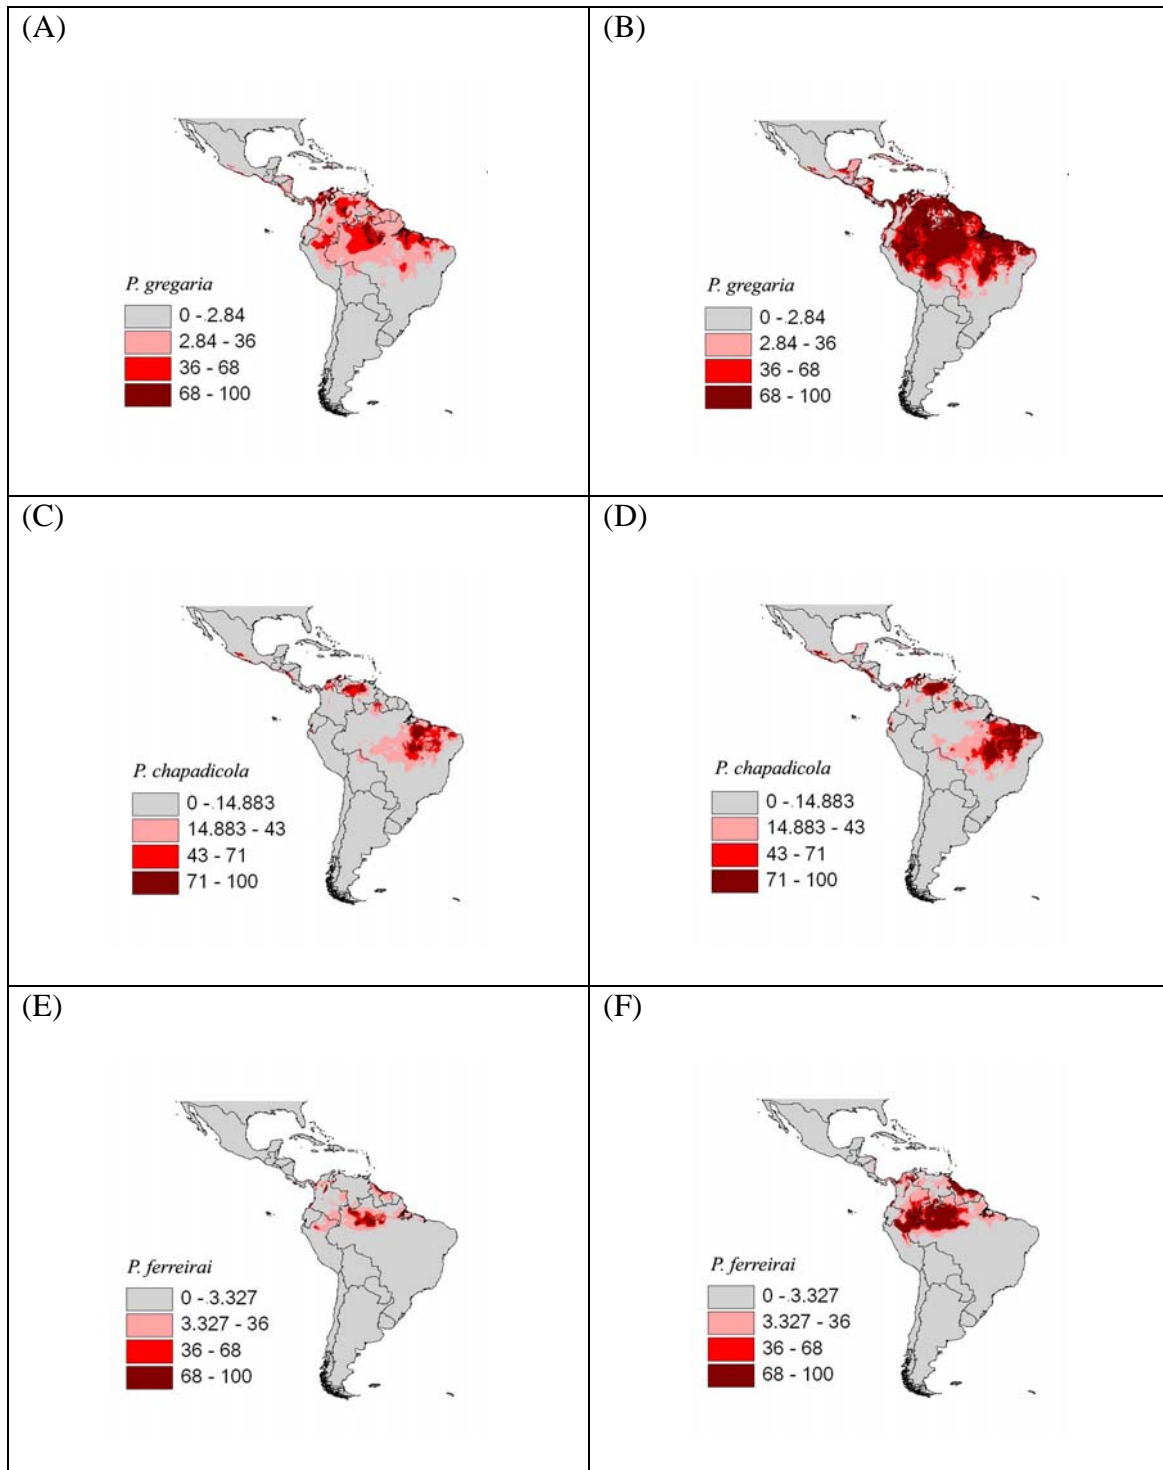 (A)
P. gregaria
0 - 2.84
2.84 - 36
36 - 68
68 - 100
(B)
P. gregaria
0 - 2.84
2.84 - 36
36 - 68
68 - 100
(C)
P. chapadicola
0 - 14.883
14.883 - 43
43 - 71
71 - 100
(D)
P. chapadicola
0 - 14.883
14.883 - 43
43 - 71
71 - 100
(E)
P. ferreirai
0 - 3.327
3.327 - 36
36 - 68
68 - 100
(F)
P. ferreirai
0 - 3.327
3.327 - 36
36 - 68
68 - 100